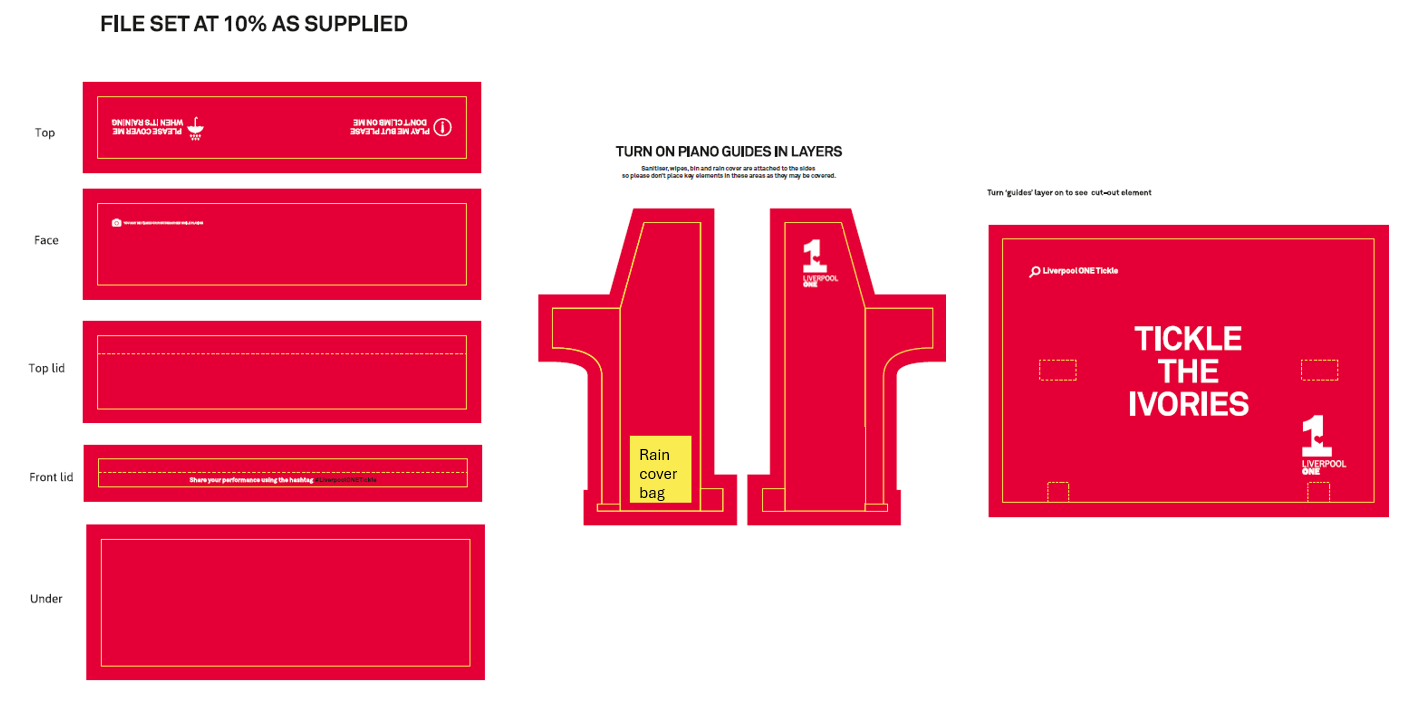 FILE SET AT 10% AS SUPPLIED
Top
PLEASE COVER ME
WHEN IT'S RAINING
PLAY ME BUT PLEASE
DON'T CLIMB ON ME
Face
Top lid
Front lid
Share your performance using the hashtag #LiverpoolONETickle
Under
TURN ON PIANO GUIDES IN LAYERS
Sanitiser, wipes, bin and rain cover are attached to the sides
so please don't place key elements in these areas as they may be covered.
1
LIVERPOOL
ONE
Rain
cover
bag
Turn 'guides' layer on to see cut-out element
Liverpool ONE Tickle
TICKLE
THE
IVORIES
1
LIVERPOOL
ONE